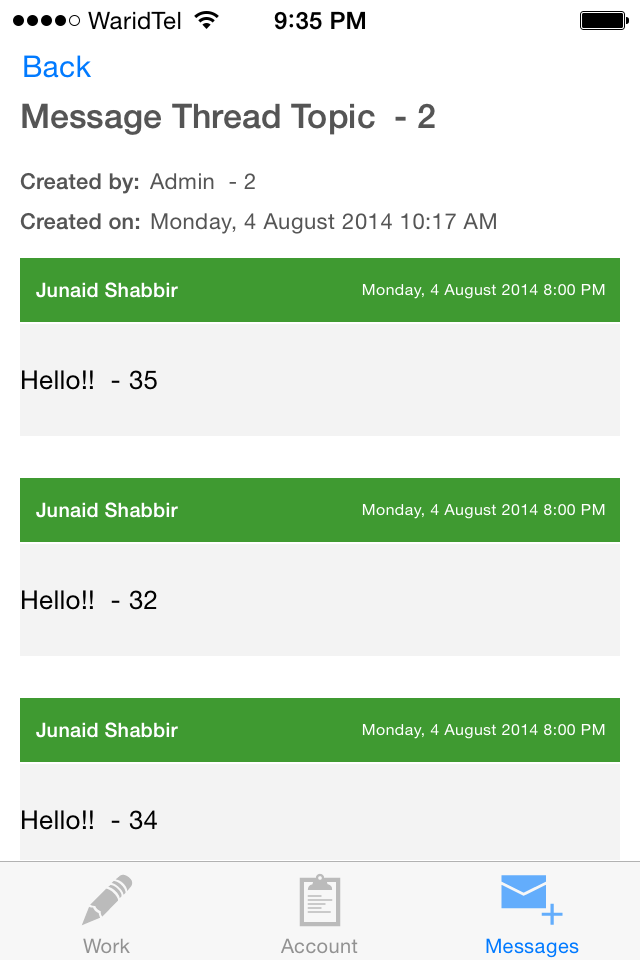 WaridTel 9:35 PM
Back
Message Thread Topic  - 2
Created by: Admin  - 2
Created on: Monday, 4 August 2014 10:17 AM
Junaid Shabbir Monday, 4 August 2014 8:00 PM
Hello!!  - 35
Junaid Shabbir Monday, 4 August 2014 8:00 PM
Hello!!  - 32
Junaid Shabbir Monday, 4 August 2014 8:00 PM
Hello!!  - 34
Work Account Messages